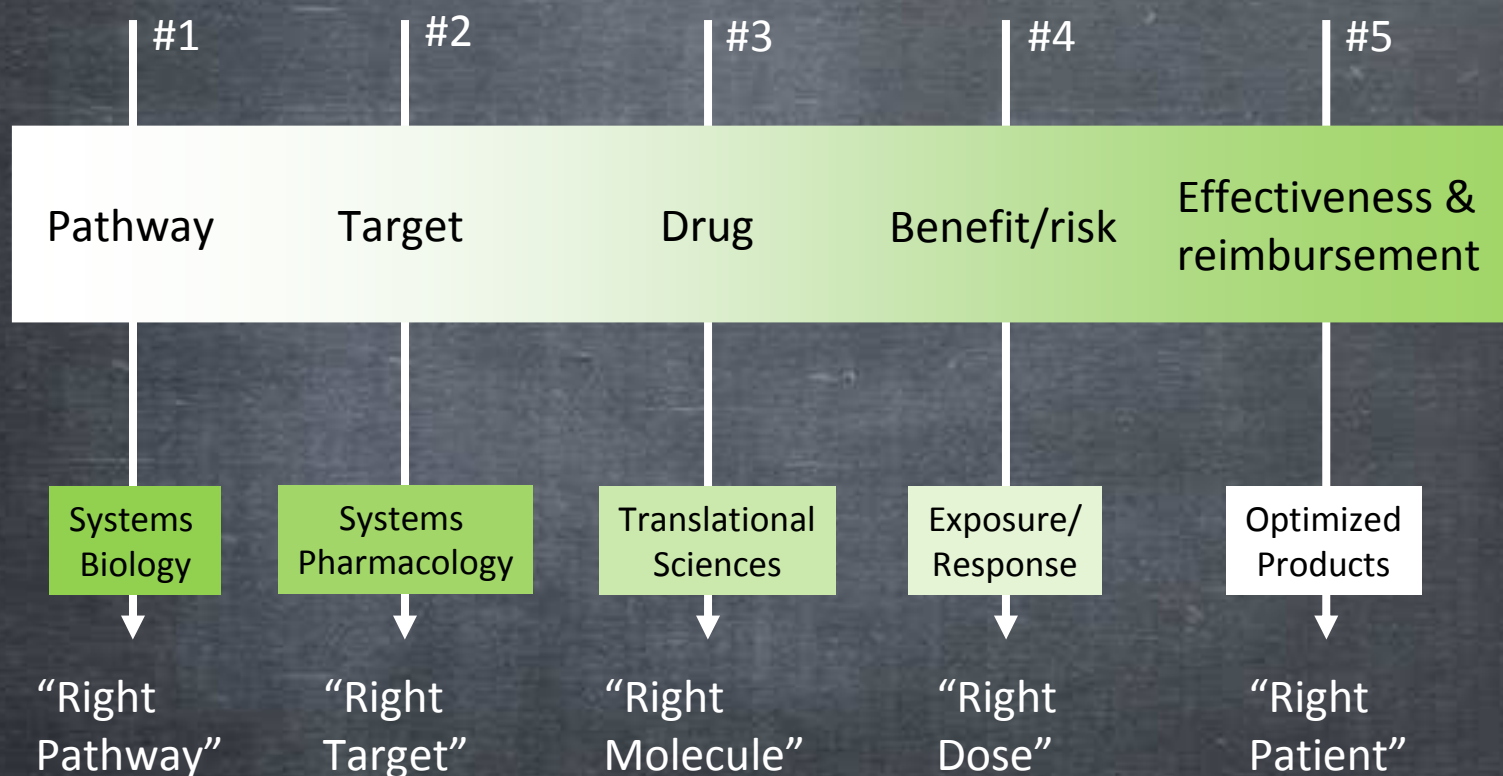 #1
#2
#3
#4
#5
Pathway
Target
Drug
Benefit/risk
Effectiveness &
reimbursement
Systems
Biology
Systems
Pharmacology
Translational
Sciences
Exposure/
Response
Optimized
Products
“Right
Pathway”
“Right
Target”
“Right
Molecule”
“Right
Dose”
“Right
Patient”